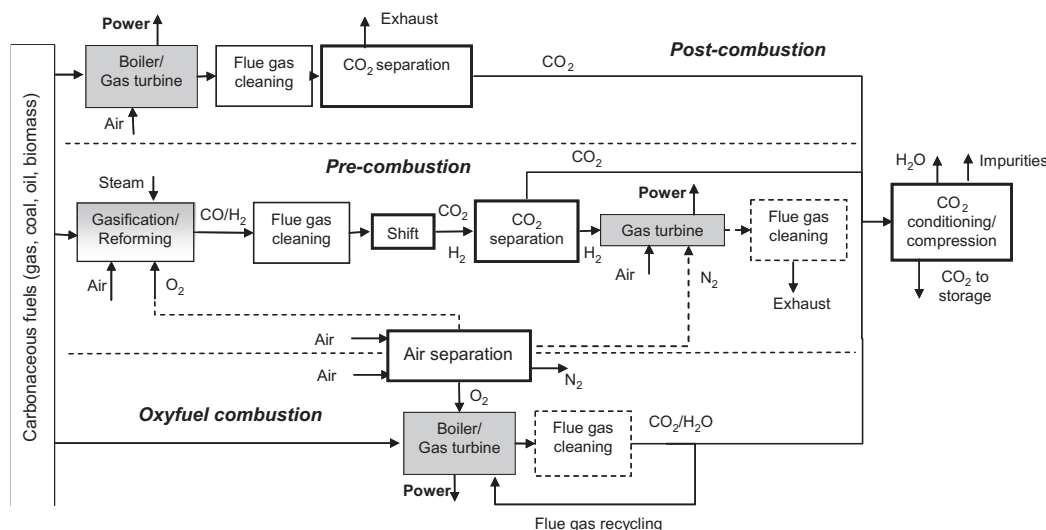 Carbonaceous fuels (gas, coal, oil, biomass)
Power
Exhaust
Boiler/
Gas turbine
Flue gas
cleaning
CO2 separation
Post-combustion
CO2
Air
Pre-combustion
CO2
Steam
Gasification/
Reforming
CO/H2
Flue gas
cleaning
Shift
CO2
H2
CO2
separation
H2
Power
Gas turbine
Flue gas
cleaning
Air
O2
Air
N2
Exhaust
H2O
Impurities
CO2
conditioning/
compression
CO2 to
storage
Air
Air
Air separation
N2
O2
Oxyfuel combustion
Boiler/
Gas turbine
Flue gas
cleaning
CO2/H2O
Power
Flue gas recycling